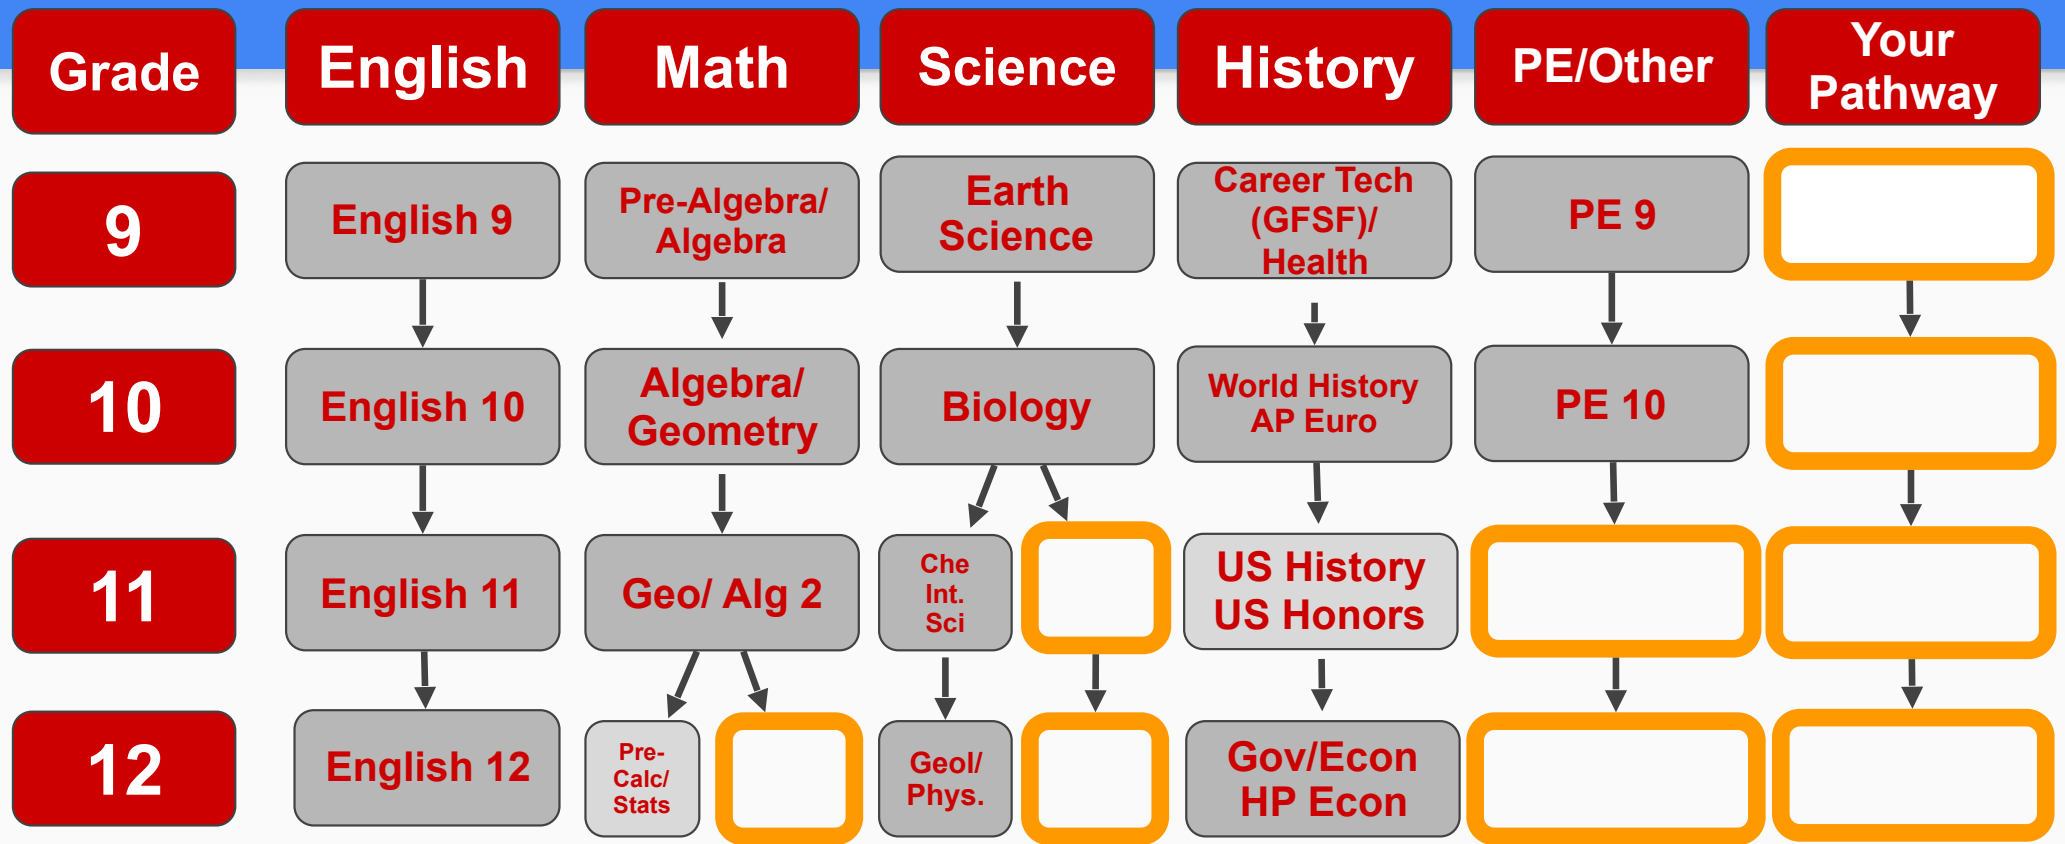 Grade
English
Math
Science
History
PE/Other
Your
Pathway
9
English 9
Pre-Algebra/
Algebra
Earth
Science
Career Tech
(GFSF)/
Health
PE 9
10
English 10
Algebra/
Geometry
Biology
World History
AP Euro
PE 10
11
English 11
Geo/ Alg 2
Che
Int.
Sci
US History
US Honors
12
English 12
Pre-
Calc/
Stats
Geol/
Phys.
Gov/Econ
HP Econ